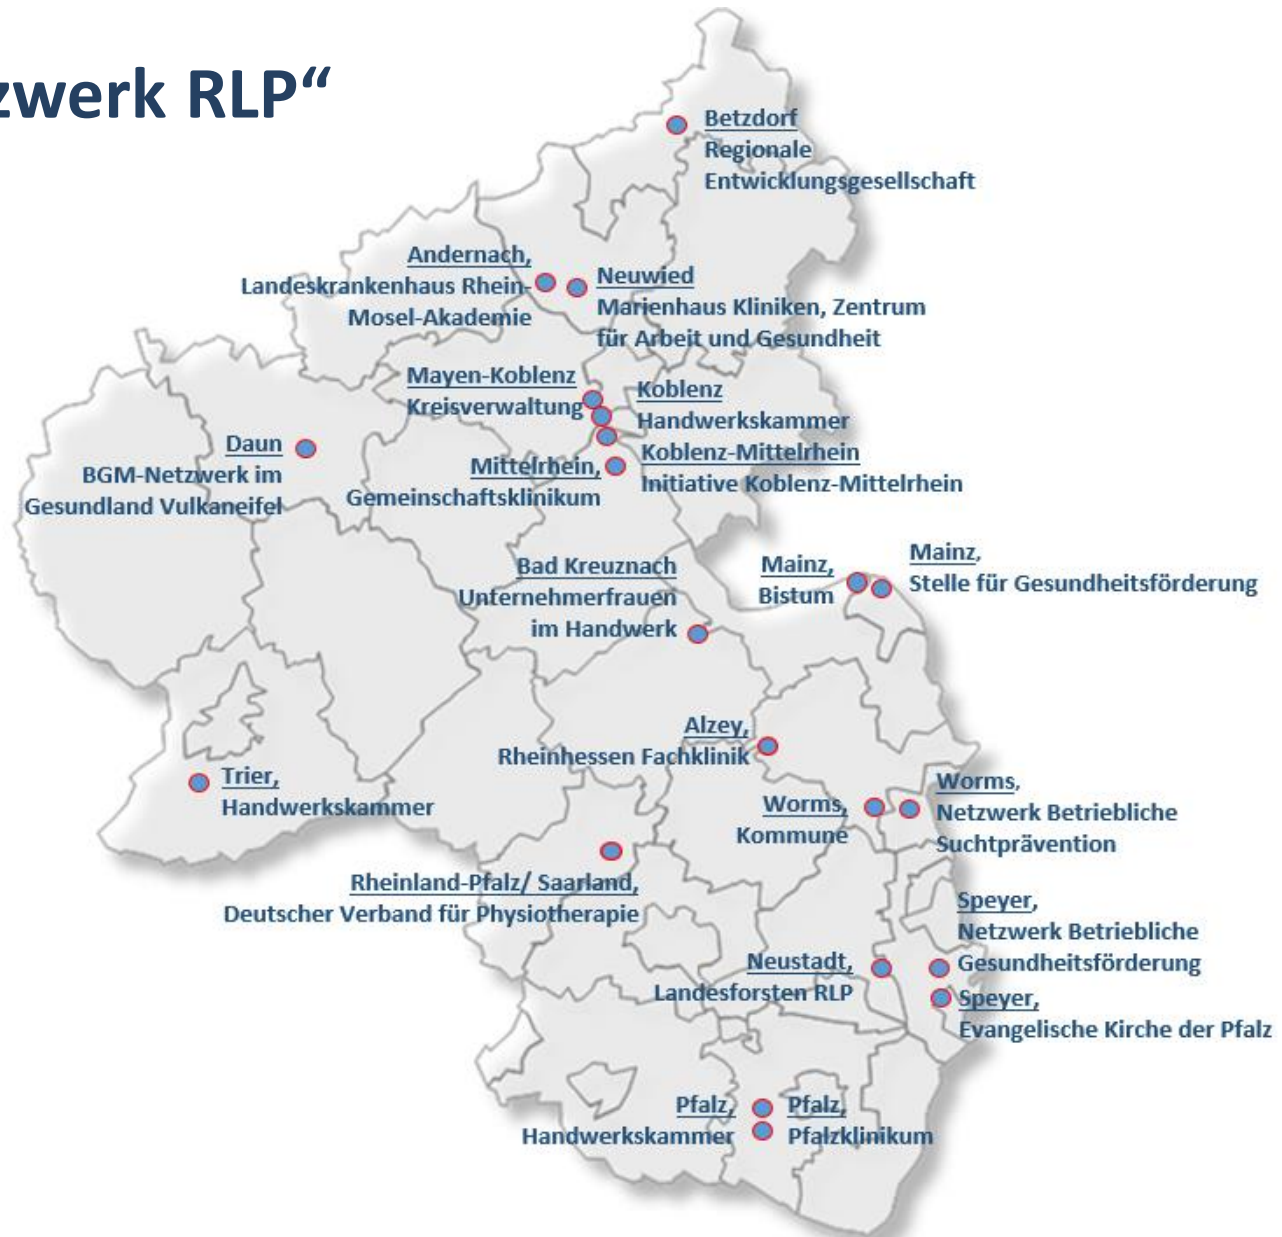 zwerk RLP“
Betzdorf
Regionale
Entwicklungsgesellschaft
Andernach,
Landeskrankenhaus Rhein-
Mosel-Akademie
Neuwied
Marienhaus Kliniken, Zentrum
für Arbeit und Gesundheit
Mayen-Koblenz
Kreisverwaltung
Koblenz
Handwerkskammer
Koblenz-Mittelrhein
Initiative Koblenz-Mittelrhein
Daun
BGM-Netzwerk im
Gesundland Vulkaneifel
Mittelrhein,
Gemeinschaftsklinikum
Bad Kreuznach
Unternehmerfrauen
im Handwerk
Mainz,
Bistum
Mainz,
Stelle für Gesundheitsförderung
Alzey,
Rheinhessen Fachklinik
Trier,
Handwerkskammer
Worms,
Kommune
Worms,
Netzwerk Betriebliche
Suchtprävention
Rheinland-Pfalz/ Saarland,
Deutscher Verband für Physiotherapie
Speyer,
Netzwerk Betriebliche
Gesundheitsförderung
Neustadt,
Landesforsten RLP
Speyer,
Evangelische Kirche der Pfalz
Pfalz,
Handwerkskammer
Pfalz,
Pfalzklinikum